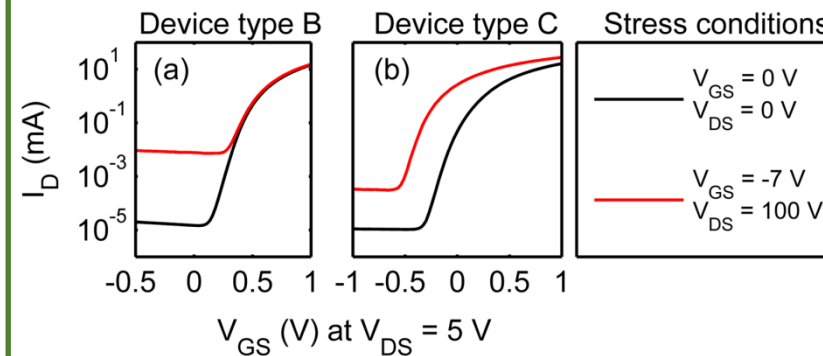 Device type B
Device type C
Stress conditions
(a)
(b)
10^1
10^-1
10^-3
10^-5
I_D (mA)
-0.5 0 0.5 1
-1 -0.5 0 0.5 1
V_GS (V) at V_DS = 5 V
V_GS = 0 V
V_DS = 0 V
V_GS = -7 V
V_DS = 100 V